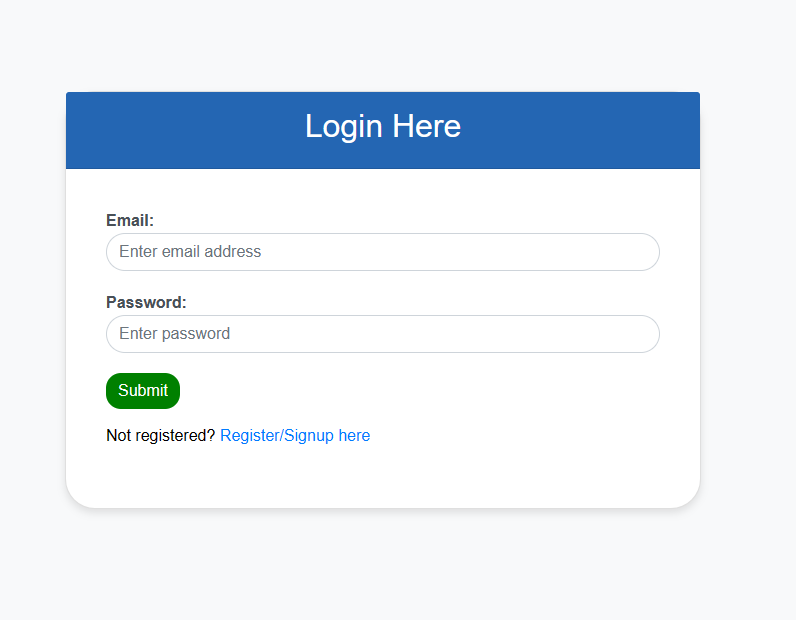 Login Here
Email:
Enter email address
Password:
Enter password
Submit
Not registered? Register/Signup here